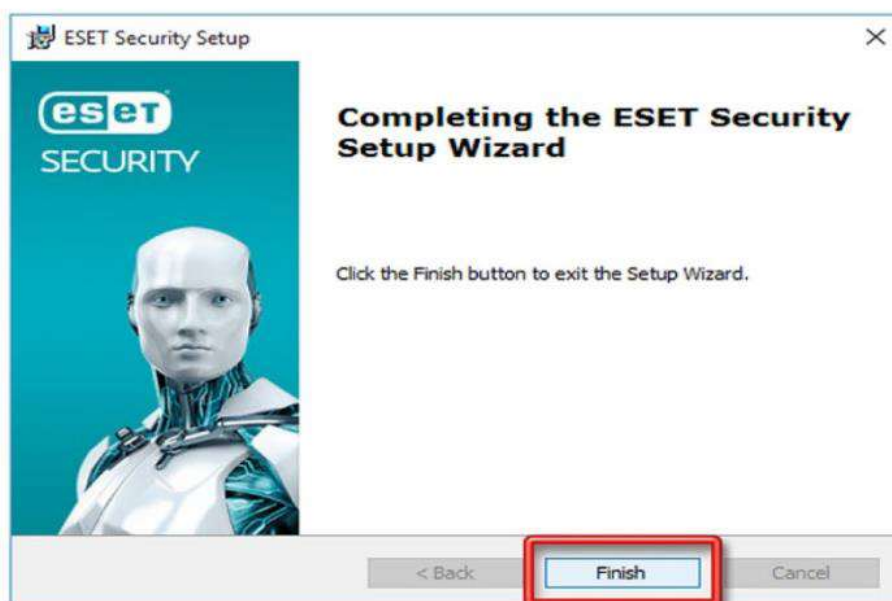 ESET Security Setup
eset
SECURITY
Completing the ESET Security
Setup Wizard
Click the Finish button to exit the Setup Wizard.
< Back
Finish
Cancel